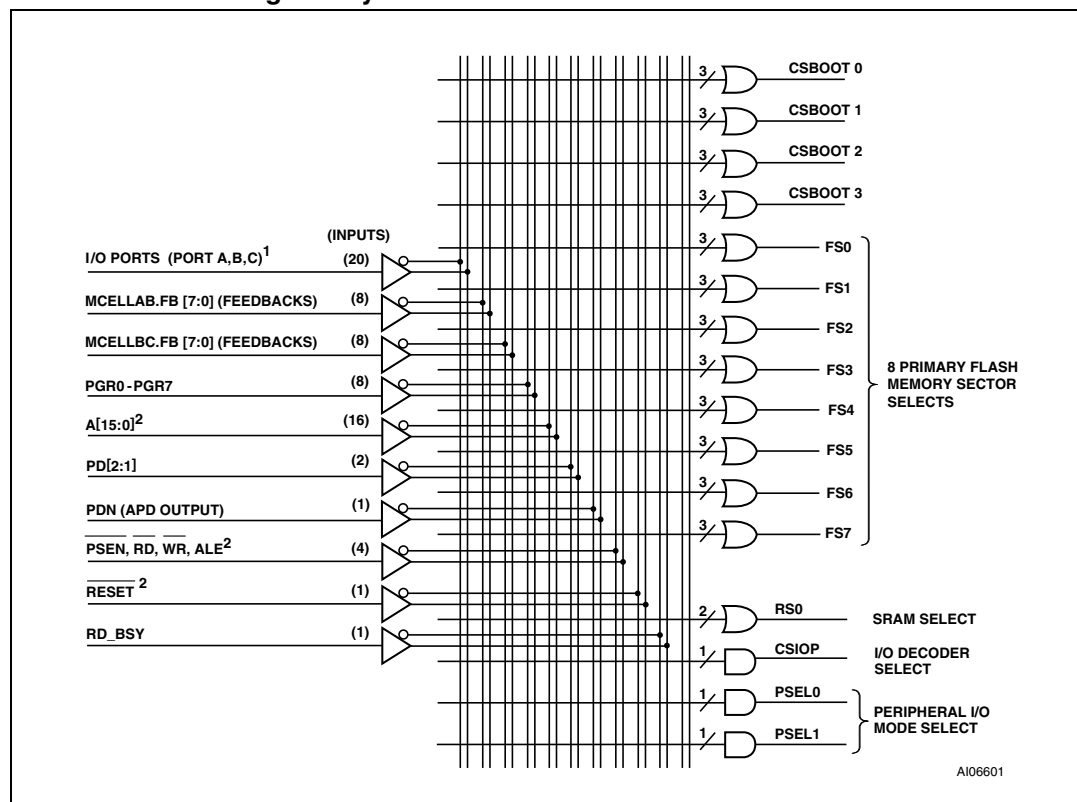 CSBOOT 0
3
CSBOOT 1
3
CSBOOT 2
3
CSBOOT 3
3
(INPUTS)
I/O PORTS (PORT A,B,C)1
(20)
3
FS0
MCELLAB.FB [7:0] (FEEDBACKS)
(8)
3
FS1
MCELLBC.FB [7:0] (FEEDBACKS)
(8)
3
FS2
PGR0 -PGR7
(8)
3
FS3
8 PRIMARY FLASH
MEMORY SECTOR
SELECTS
A[15:0]2
(16)
3
FS4
PD[2:1]
(2)
3
FS5
PDN (APD OUTPUT)
(1)
3
FS6
PSEN, RD, WR, ALE2
(4)
3
FS7
RESET 2
(1)
2
RS0
SRAM SELECT
RD_BSY
(1)
1
CSIOP
I/O DECODER
SELECT
1
PSEL0
PERIPHERAL I/O
MODE SELECT
1
PSEL1
AI06601